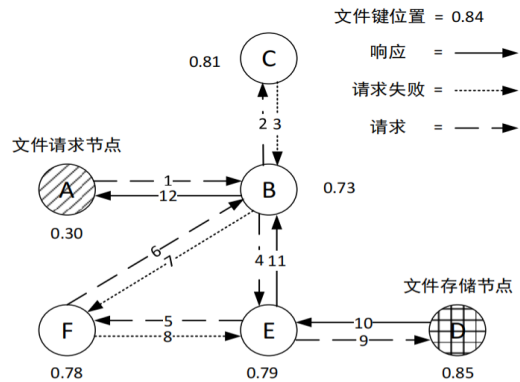 文件键位置 = 0.84
响应 =
请求失败 =
请求 =
C
0.81
2 3
文件请求节点
A
1
12
B
0.73
0.30
6
7
4 11
文件存储节点
F
5
8
E
10
9
D
0.78
0.79
0.85